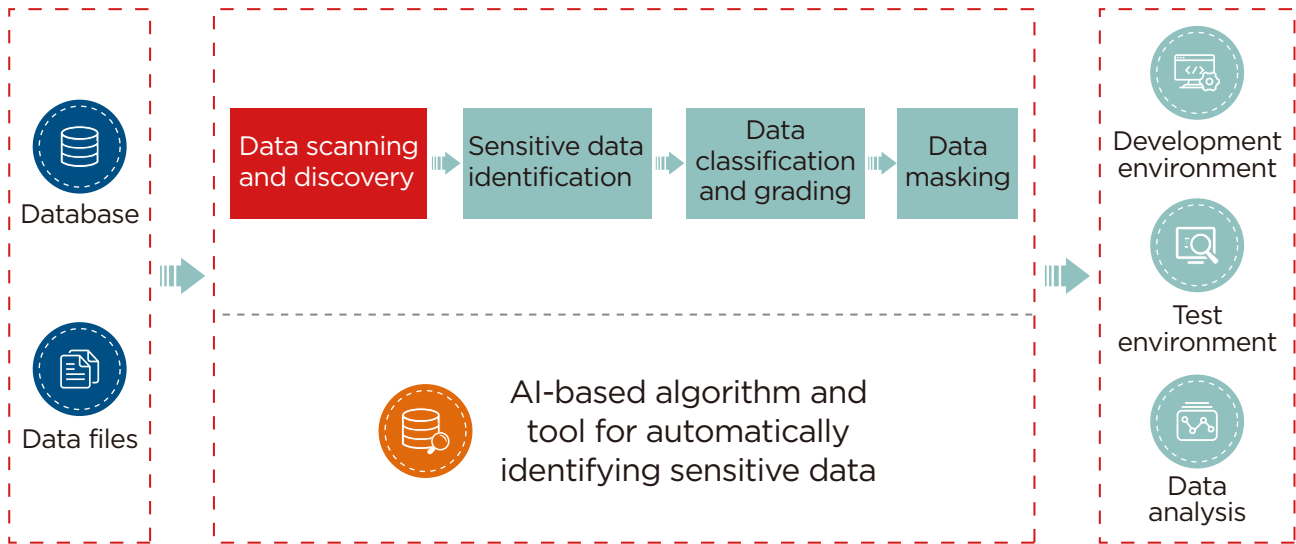 Database
Data files
Data scanning
and discovery
Sensitive data
identification
Data
classification
and grading
Data
masking
AI-based algorithm and
tool for automatically
identifying sensitive data
Development
environment
Test
environment
Data
analysis